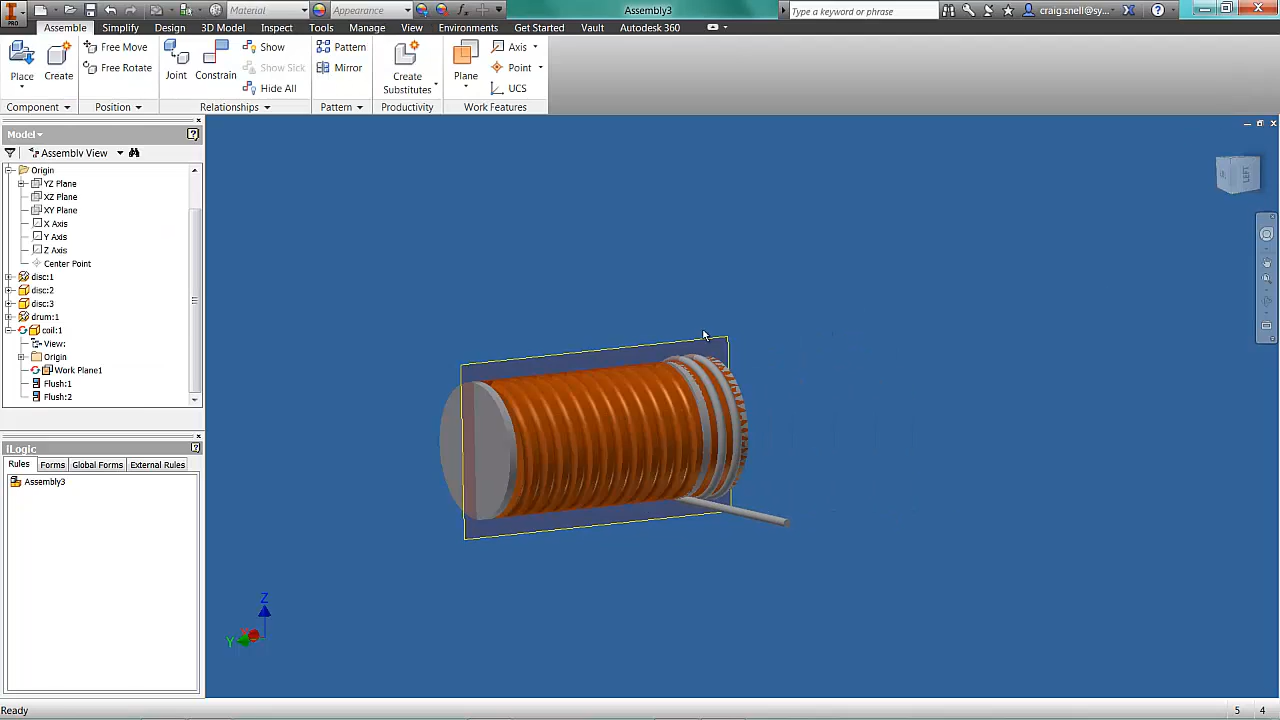 PRO
Material
Appearance
Assembly3
Type a keyword or phrase
craig.snell@sy...
Assemble Simplify Design 3D Model Inspect Tools Manage View Environments Get Started Vault Autodesk 360
Place
Create
Free Move
Free Rotate
Component
Position
Joint
Constrain
Show
Show Sick
Hide All
Relationships
Pattern
Mirror
Pattern
Create
Substitutes
Productivity
Plane
Axis
Point
UCS
Work Features
Model
Assembly View
Origin
YZ Plane
XZ Plane
XY Plane
X Axis
Y Axis
Z Axis
Center Point
disc:1
disc:2
disc:3
drum:1
coil:1
View:
Origin
Work Plane1
Flush:1
Flush:2
iLogic
Rules Forms Global Forms External Rules
Assembly3
LEFT
Z
Y
X
Ready
5 4